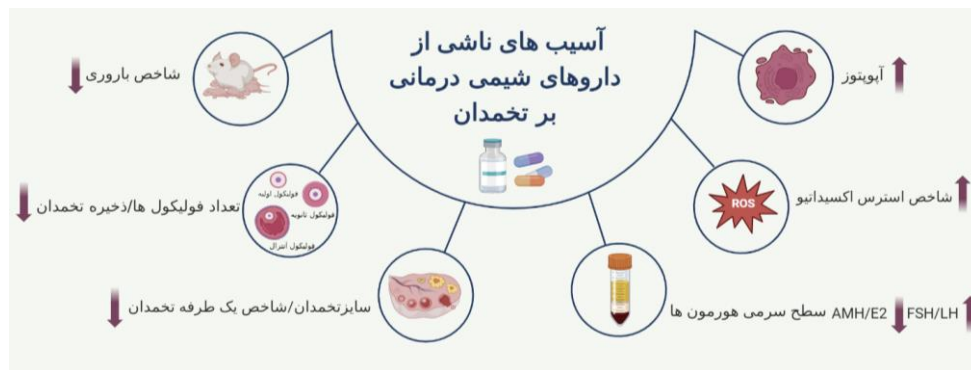 آسیب های ناشی از
داروهای شیمی درمانی
بر تخمدان
آپوپتوز
شاخص استرس اکسیداتیو
ROS
سطح سرمی هورمون ها AMH/E2 FSH/LH
سایزتخمدان/شاخص یک طرفه تخمدان
تعداد فولیکول ها/ذخیره تخمدان
فولیکول اولیه
فولیکول ثانویه
فولیکول آنترال
شاخص باروری